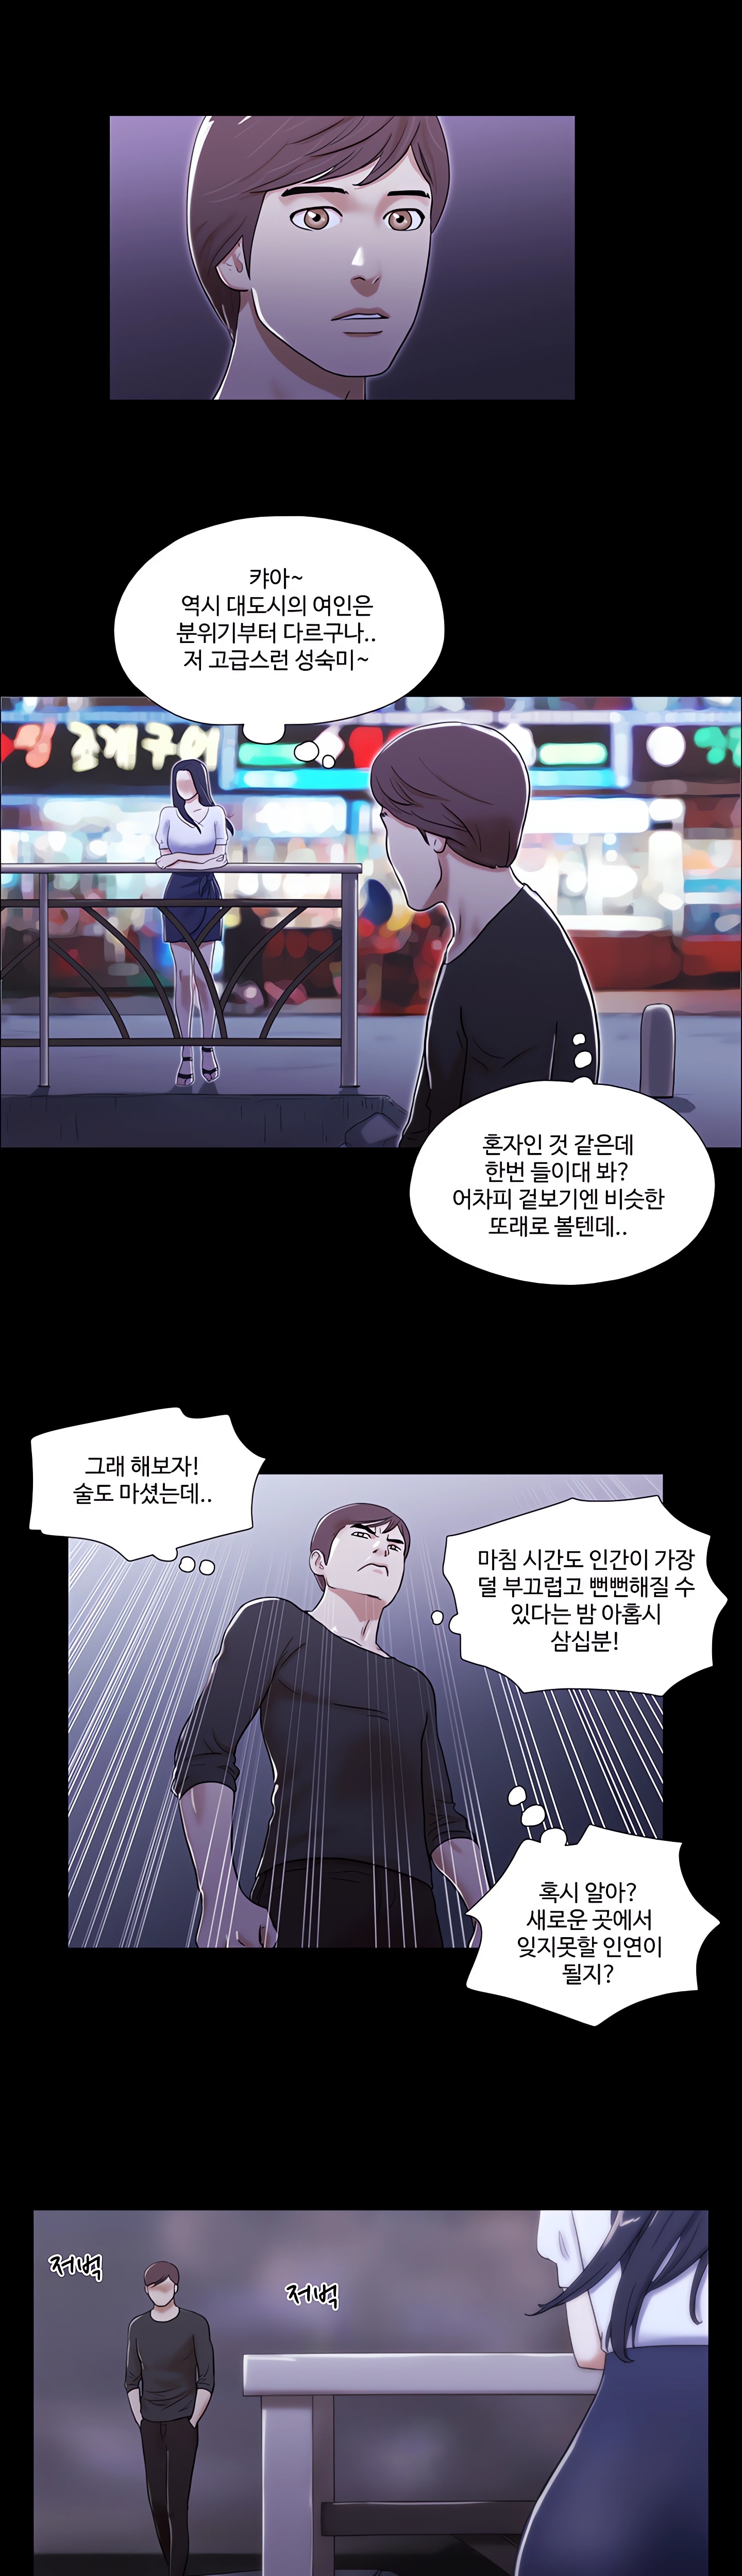 캬아~
역시 대도시의 여인은
분위기부터 다르구나..
저 고급스런 성숙미~
조개구이
혼자인 것 같은데
한번 들이대 봐?
어차피 겉보기엔 비슷한
또래로 볼텐데..
그래 해보자!
술도 마셨는데..
마침 시간도 인간이 가장
덜 부끄럽고 뻔뻔해질 수
있다는 밤 아홉시
삼십분!
혹시 알아?
새로운 곳에서
잊지못할 인연이
될지?
저벅
저벅